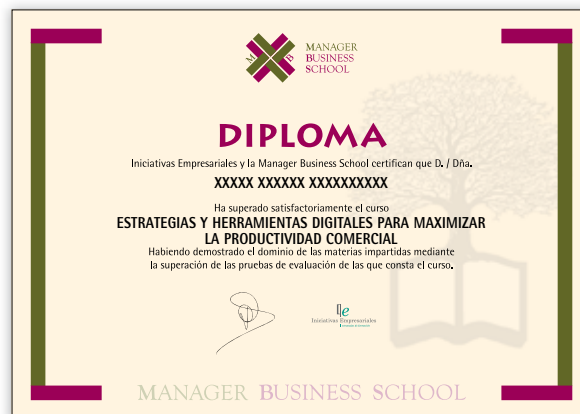 M B
MANAGER
BUSINESS
SCHOOL
DIPLOMA
Iniciativas Empresariales y la Manager Business School certifican que D. / Dña.
XXXXX XXXXXX XXXXXXXXXX
Ha superado satisfactoriamente el curso
ESTRATEGIAS Y HERRAMIENTAS DIGITALES PARA MAXIMIZAR
LA PRODUCTIVIDAD COMERCIAL
Habiendo demostrado el dominio de las materias impartidas mediante
la superación de las pruebas de evaluación de las que consta el curso.
Iniciativas Empresariales
MANAGER BUSINESS SCHOOL